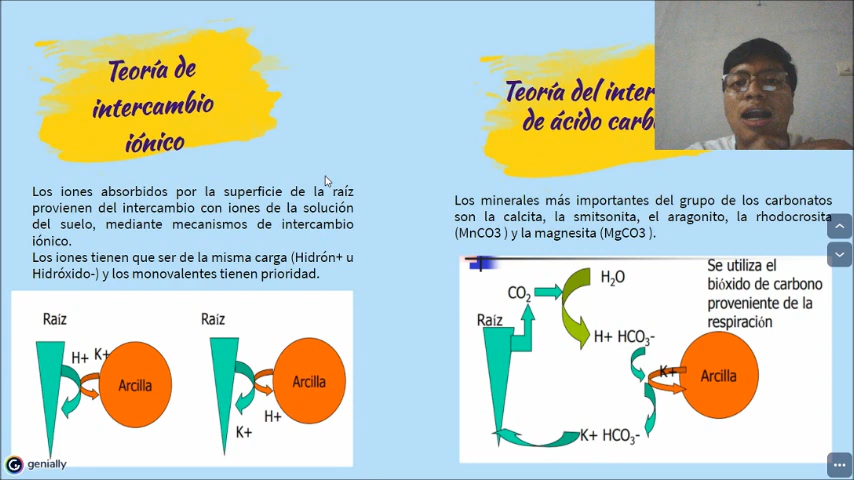 Teoría de
intercambio
iónico
Los iones absorbidos por la superficie de la raíz
provienen del intercambio con iones de la solución
del suelo, mediante mecanismos de intercambio
iónico.
Los iones tienen que ser de la misma carga (Hidrón+ u
Hidróxido-) y los monovalentes tienen prioridad.
Raíz
H+ K+
Arcilla
Raíz
Arcilla
H+
K+
genially
Teoría del inter
de ácido carb
Los minerales más importantes del grupo de los carbonatos
son la calcita, la smitsonita, el aragonito, la rhodocrosita
(MnCO3 ) y la magnesita (MgCO3 ).
Se utiliza el
bióxido de carbono
proveniente de la
respiración
H2O
CO2
Raíz
H+ HCO3-
K+
Arcilla
K+ HCO3-